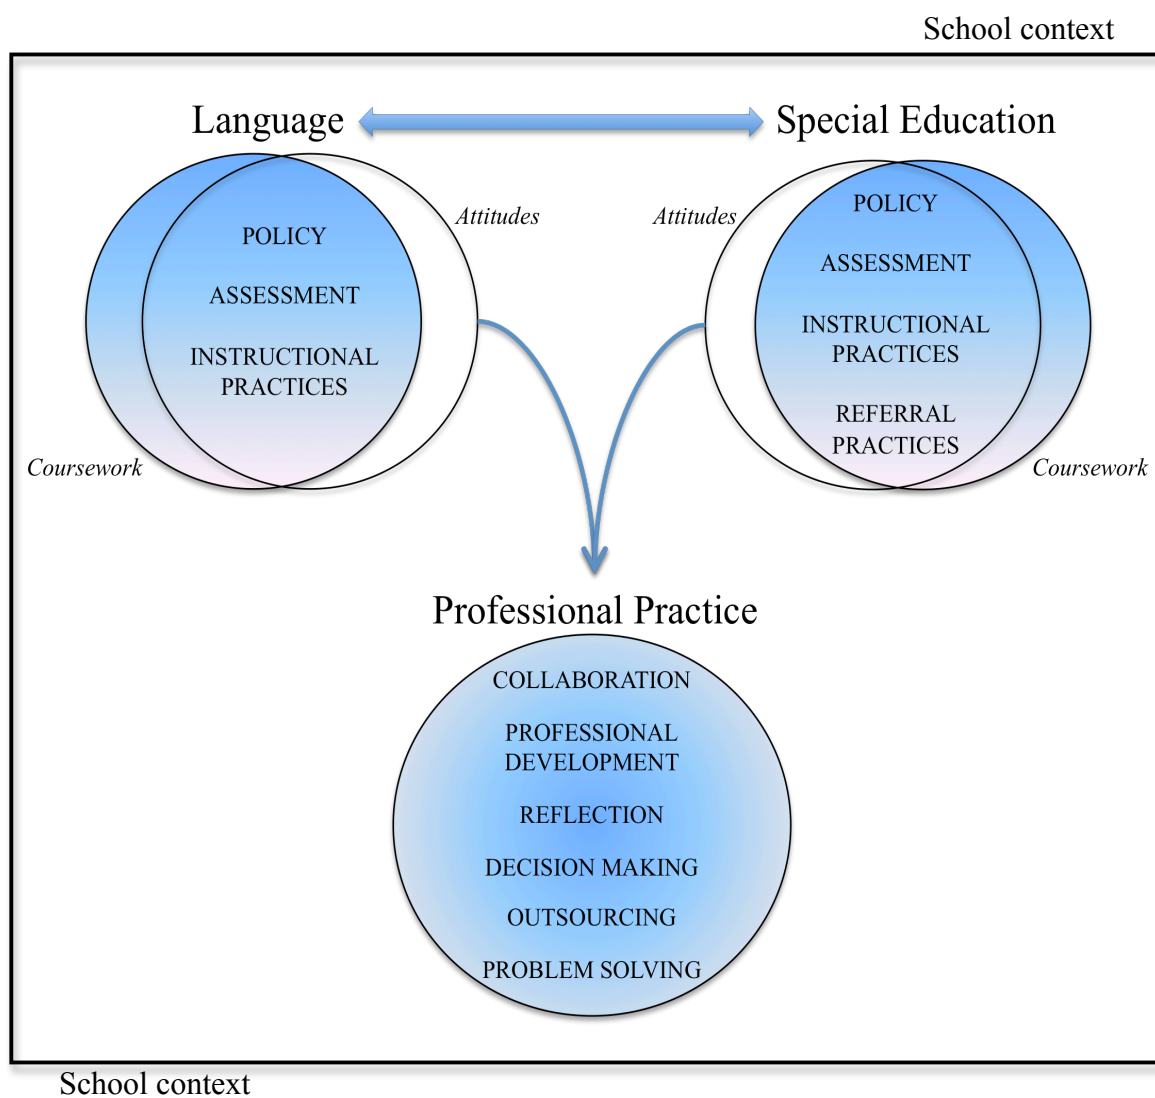 School context
Language
Special Education
Attitudes
POLICY
ASSESSMENT
INSTRUCTIONAL
PRACTICES
Coursework
Attitudes
POLICY
ASSESSMENT
INSTRUCTIONAL
PRACTICES
REFERRAL
PRACTICES
Coursework
Professional Practice
COLLABORATION
PROFESSIONAL
DEVELOPMENT
REFLECTION
DECISION MAKING
OUTSOURCING
PROBLEM SOLVING
School context